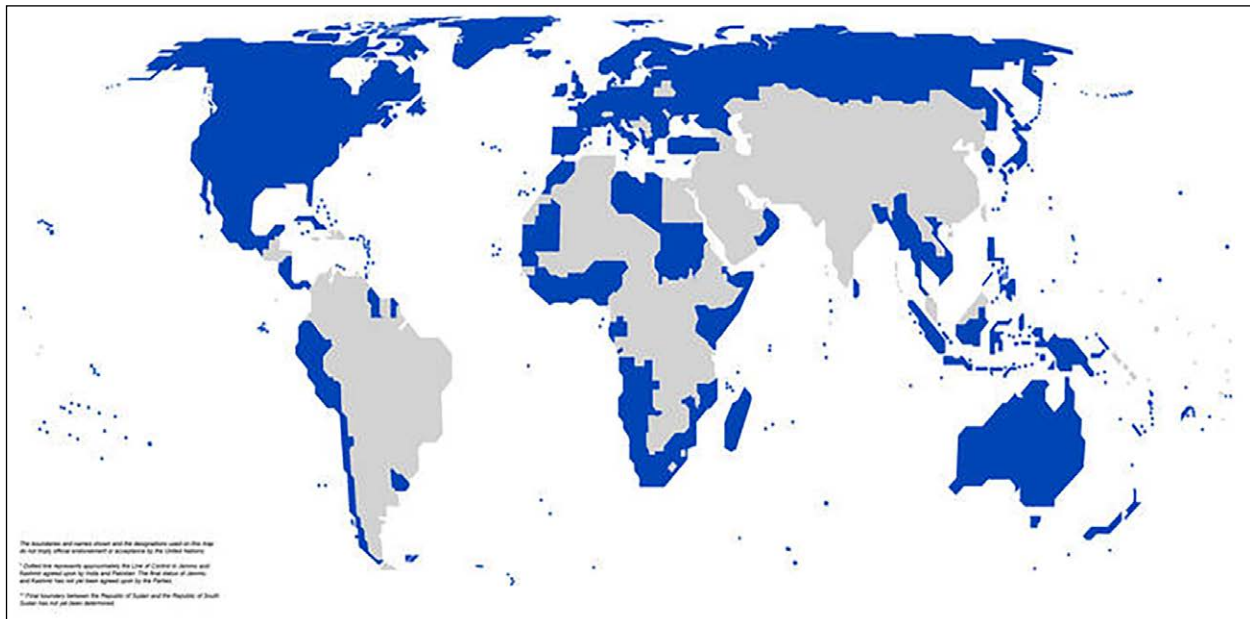 The boundaries and names shown and the designations used on this map
do not imply official endorsement or acceptance by the United Nations.
* Dotted line represents approximately the Line of Control in Jammu and
Kashmir agreed upon by India and Pakistan. The final status of Jammu
and Kashmir has not yet been agreed upon by the Parties.
** Final boundary between the Republic of Sudan and the Republic of South
Sudan has not yet been determined.